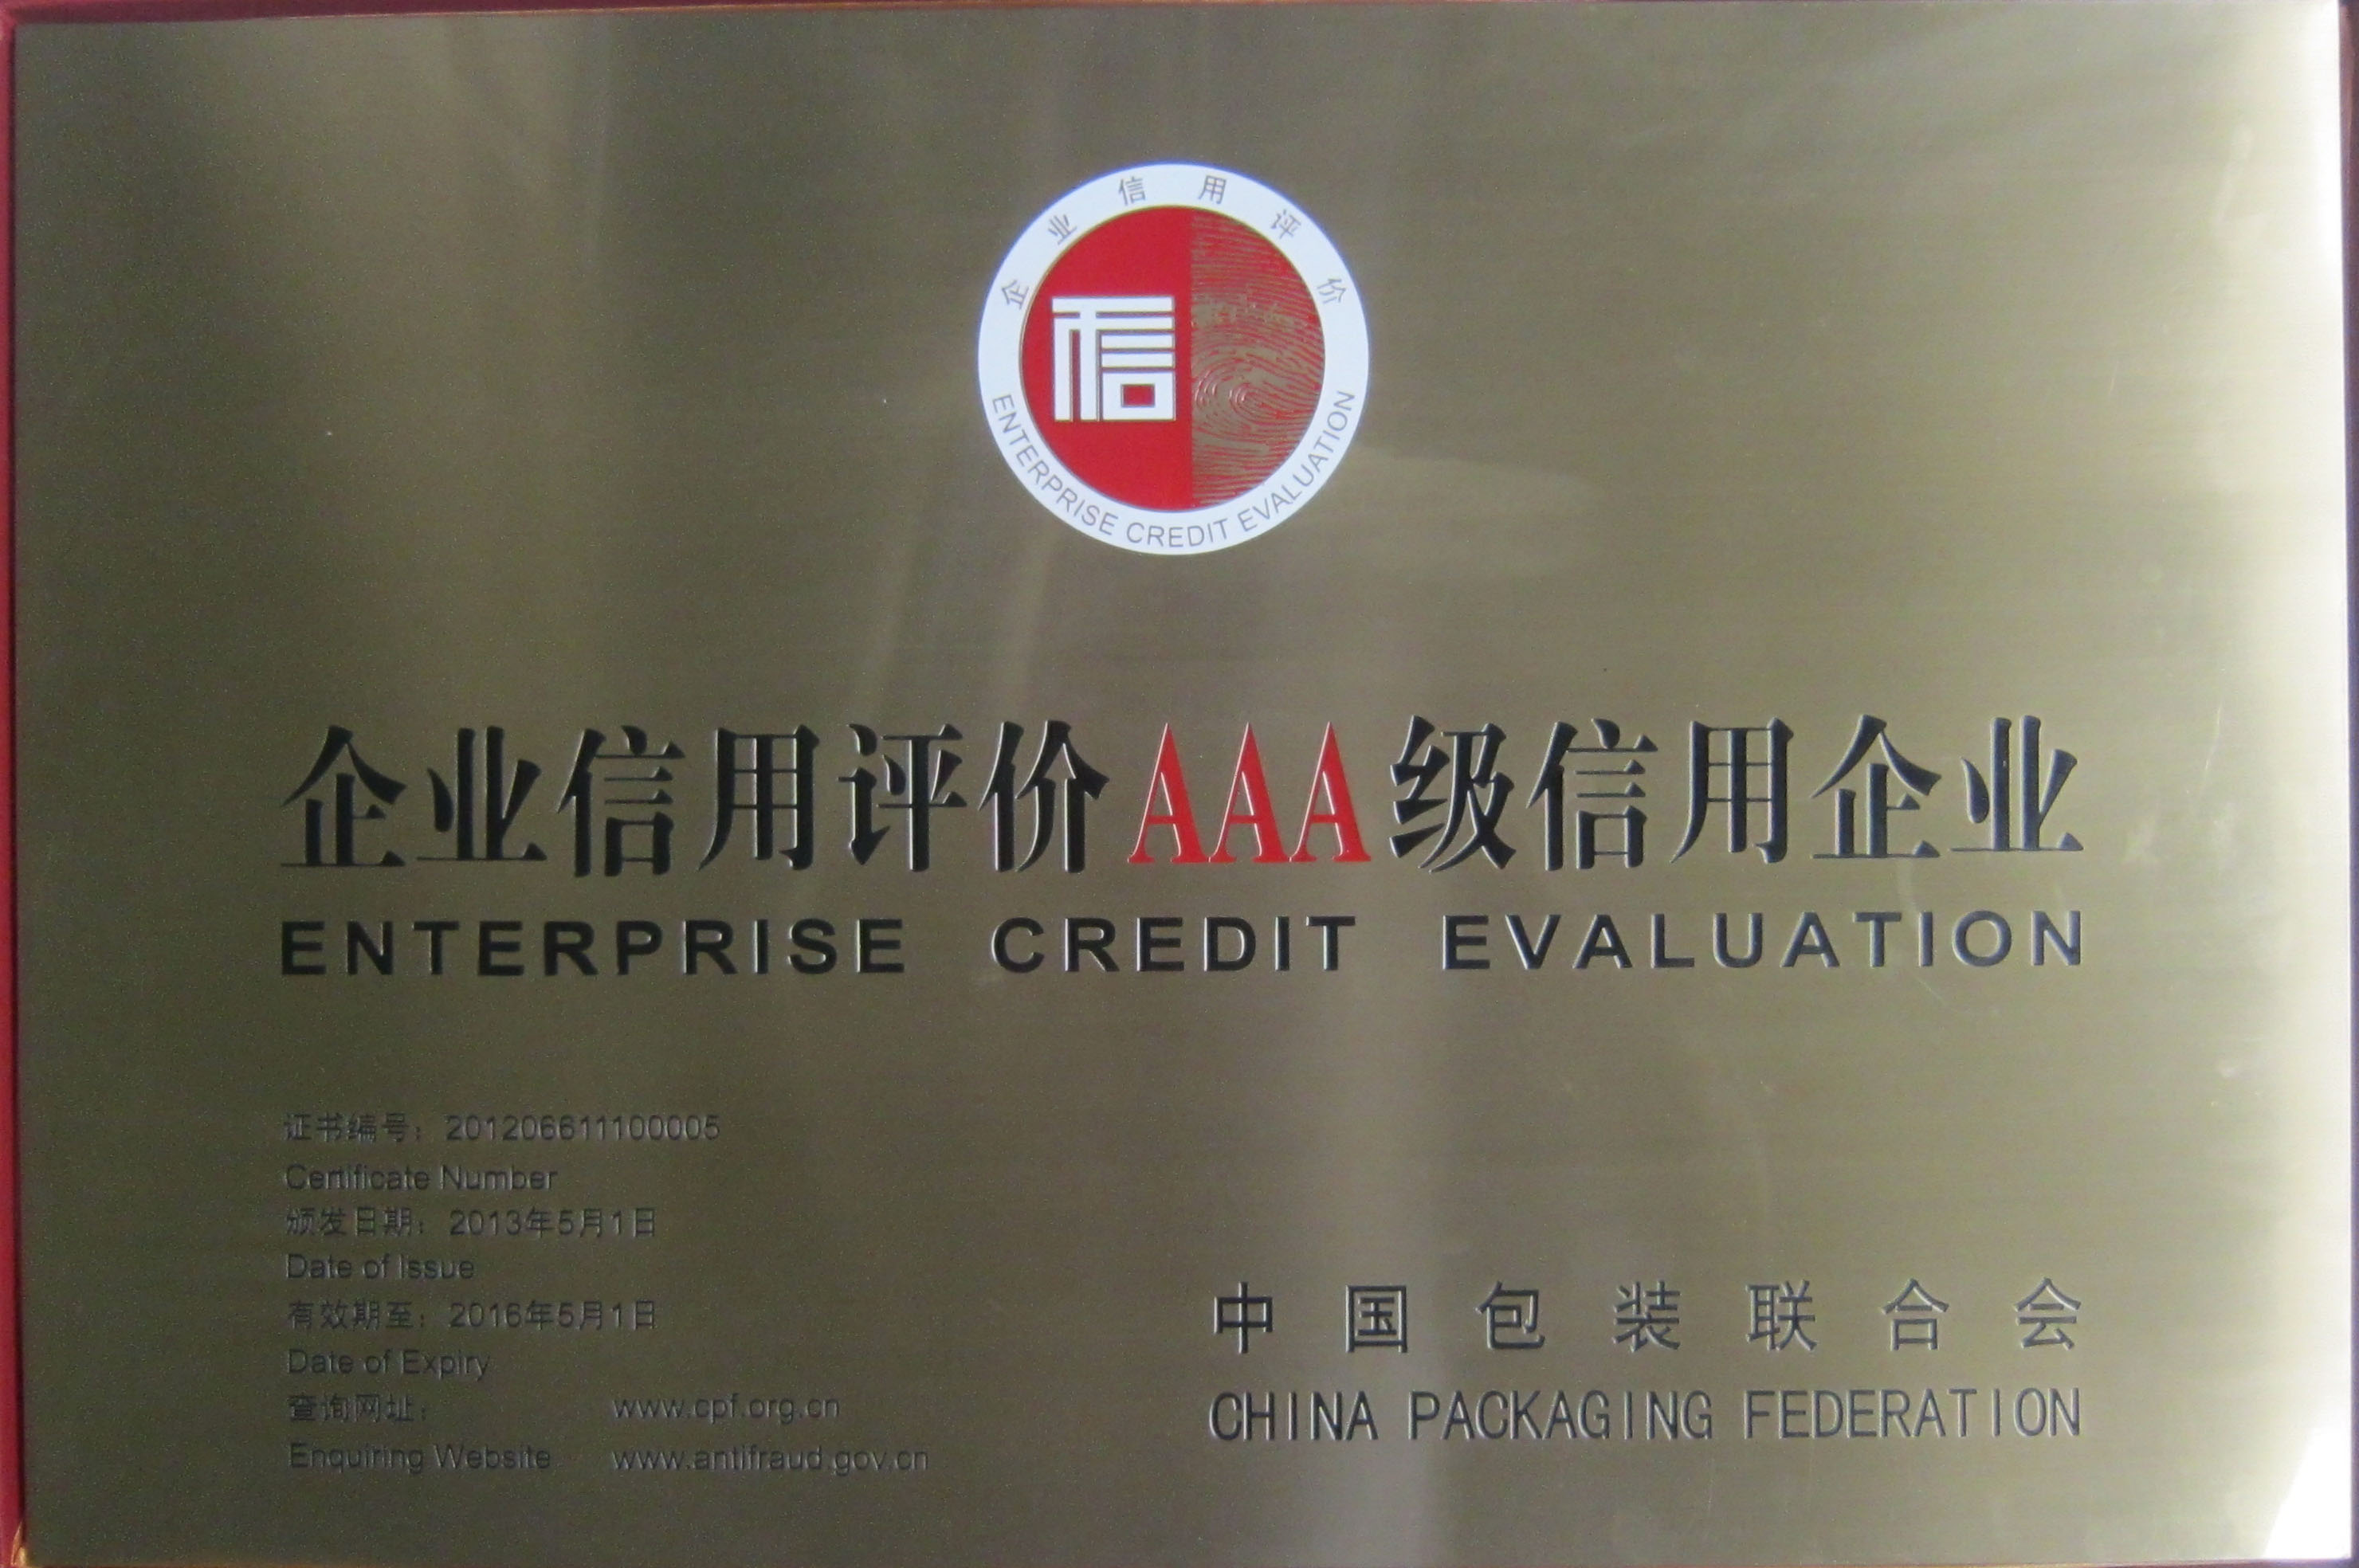 企业信用评价
信
ENTERPRISE CREDIT EVALUATION
企业信用评价AAA级信用企业
ENTERPRISE CREDIT EVALUATION
证书编号：201206611100005
Certificate Number
颁发日期：2013年5月1日
Date of Issue
有效期至：2016年5月1日
Date of Expiry
查询网址： www.cpf.org.cn
Enquiring Website www.antifraud.gov.cn
中国包装联合会
CHINA PACKAGING FEDERATION